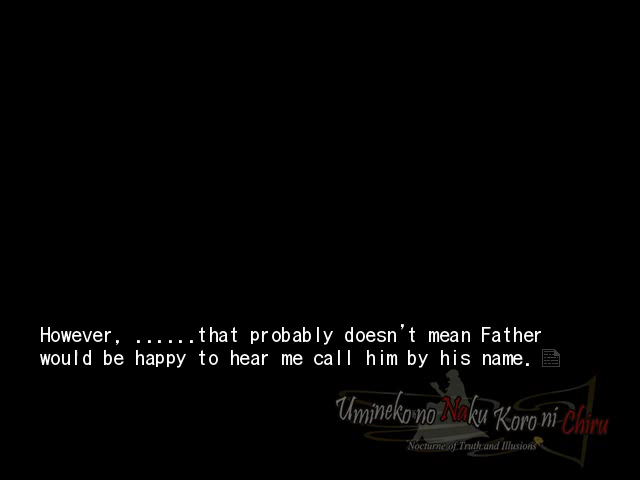 However, ......that probably doesn't mean Father
would be happy to hear me call him by his name.
Umineko no Naku Koro ni Chiru
Nocturne of Truth and Illusions